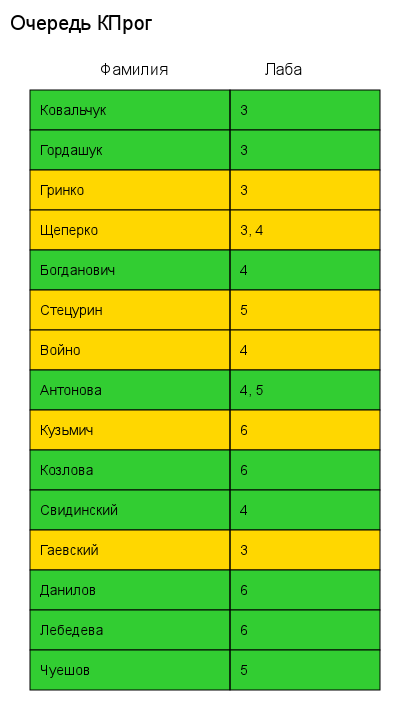 Очередь КПрог
Фамилия Лаба
Ковальчук 3
Гордашук 3
Гринко 3
Щеперко 3, 4
Богданович 4
Стецурин 5
Войно 4
Антонова 4, 5
Кузьмич 6
Козлова 6
Свидинский 4
Гаевский 3
Данилов 6
Лебедева 6
Чуешов 5